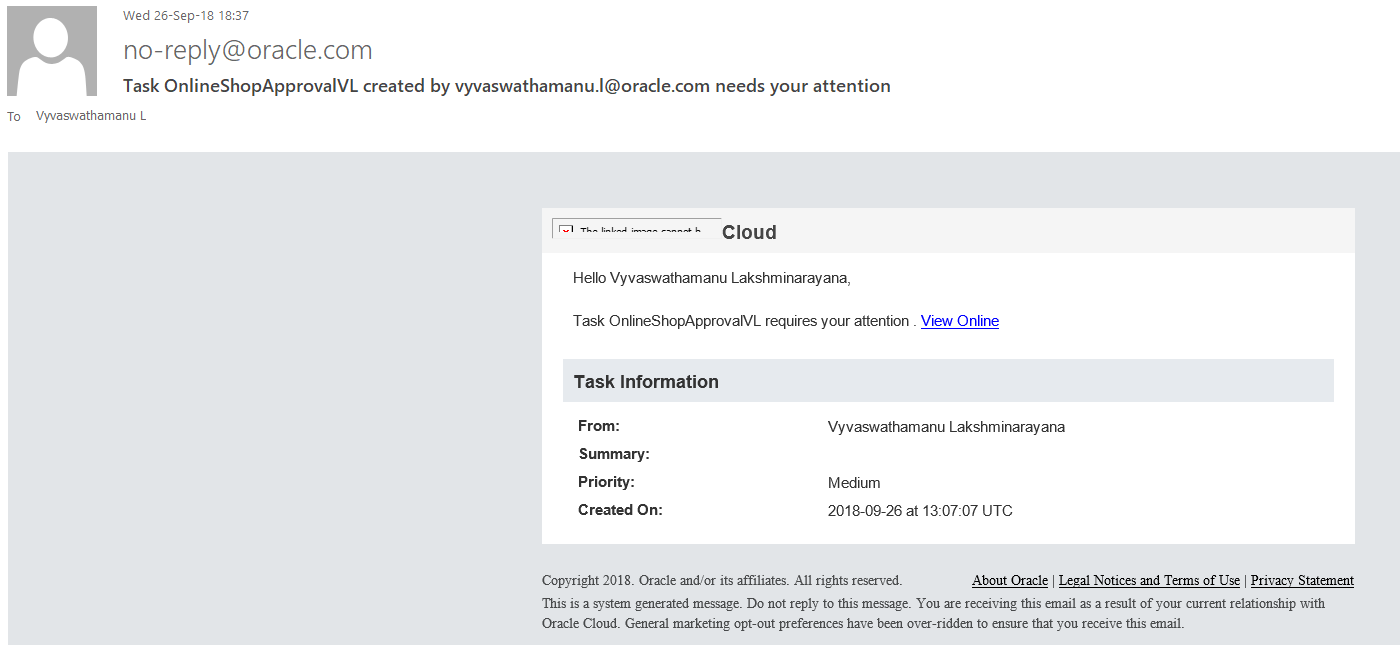 Wed 26-Sep-18 18:37
no-reply@oracle.com
Task OnlineShopApprovalVL created by vyvaswathamanu.l@oracle.com needs your attention
To Vyvaswathamanu L
The linked image cannot b Cloud
Hello Vyvaswathamanu Lakshminarayana,
Task OnlineShopApprovalVL requires your attention . View Online
Task Information
From: Vyvaswathamanu Lakshminarayana
Summary:
Priority: Medium
Created On: 2018-09-26 at 13:07:07 UTC
Copyright 2018. Oracle and/or its affiliates. All rights reserved. About Oracle | Legal Notices and Terms of Use | Privacy Statement
This is a system generated message. Do not reply to this message. You are receiving this email as a result of your current relationship with
Oracle Cloud. General marketing opt-out preferences have been over-ridden to ensure that you receive this email.